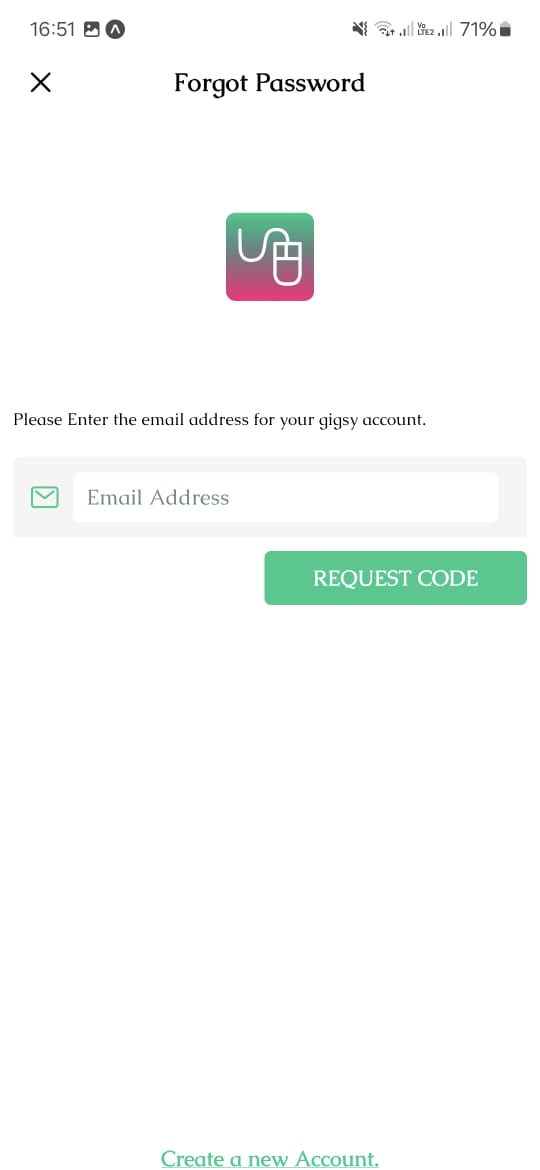 16:51
Vo
LTE2
71%
Forgot Password
Please Enter the email address for your gigsy account.
Email Address
REQUEST CODE
Create a new Account.